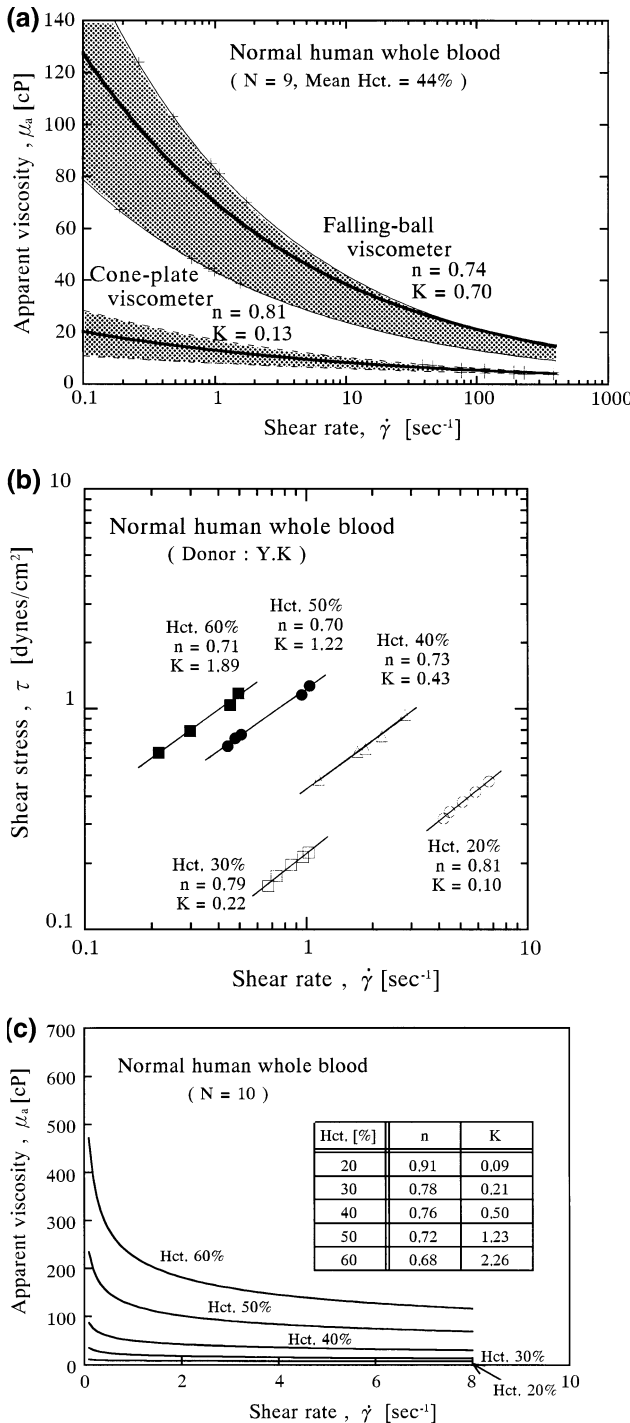 (a)
140
120
100
80
60
40
20
0
Apparent viscosity , μa [cP]
Normal human whole blood
( N = 9, Mean Hct. = 44% )
Falling-ball
viscometer
n = 0.74
K = 0.70
Cone-plate
viscometer
n = 0.81
K = 0.13
0.1 1 10 100 1000
Shear rate, γ̇ [sec-1]
(b)
10
1
0.1
Shear stress , τ [dynes/cm2]
Normal human whole blood
( Donor : Y.K )
Hct. 60%
n = 0.71
K = 1.89
Hct. 50%
n = 0.70
K = 1.22
Hct. 40%
n = 0.73
K = 0.43
Hct. 30%
n = 0.79
K = 0.22
Hct. 20%
n = 0.81
K = 0.10
0.1 1 10
Shear rate , γ̇ [sec-1]
(c)
700
600
500
400
300
200
100
0
Apparent viscosity , μa [cP]
Normal human whole blood
( N = 10 )
Hct. [%] n K
20 0.91 0.09
30 0.78 0.21
40 0.76 0.50
50 0.72 1.23
60 0.68 2.26
Hct. 60%
Hct. 50%
Hct. 40%
Hct. 30%
Hct. 20%
0 2 4 6 8 10
Shear rate , γ̇ [sec-1]